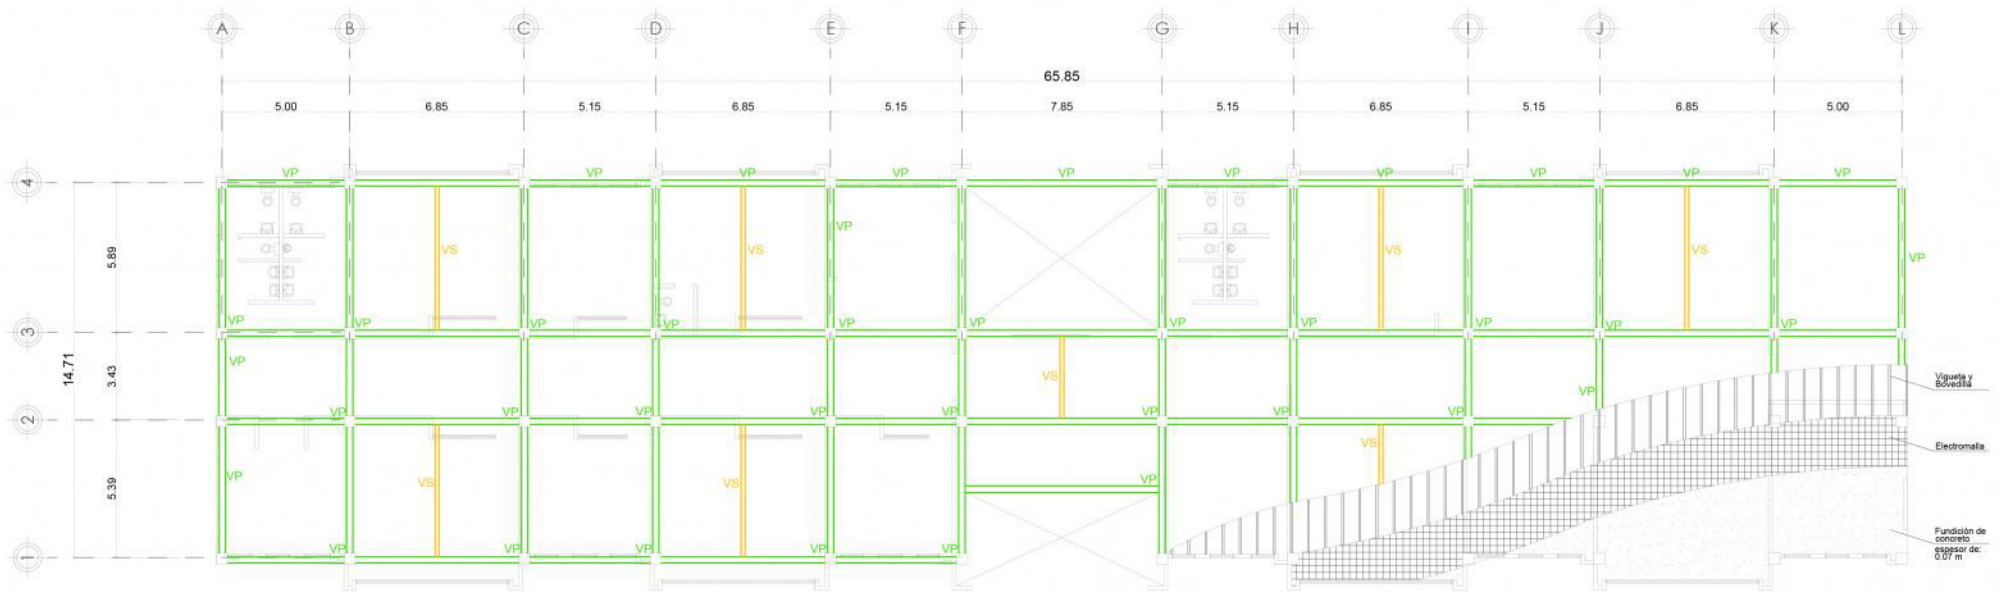 A B C D E F G H I J K L
65.85
5.00 6.85 5.15 6.85 5.15 7.85 5.15 6.85 5.15 6.85 5.00
VP VP VP VP VP VP VP VP VP VP
4
VP
VS VS VS VS
5.89
VP
VP VP VP VP VP VP VP VP VP VP VP
3
VP
14.71
3.43
VS
Vigueta y
Bovedilla
VP
VP VP VP VP VP VP VP VP
2
VS
Electromalla
VP
VS VS
VP
5.39
Fundición de
concreto
espesor de:
0.07 m
VP VP VP VP VP
1